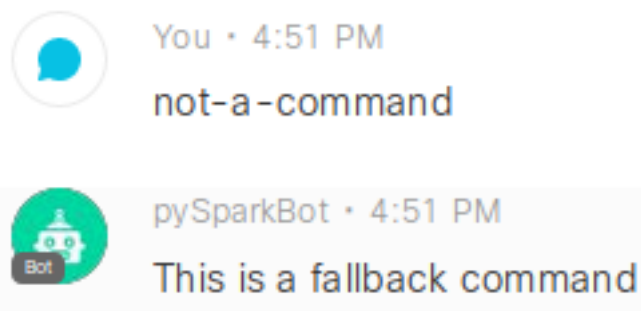 You • 4:51 PM
not-a-command
pySparkBot • 4:51 PM
Bot
This is a fallback command